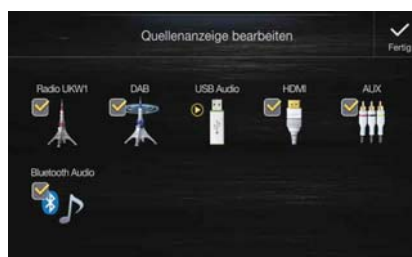 Quellenanzeige bearbeiten
Fertig
Radio UKW1 DAB USB Audio HDMI AUX
Bluetooth Audio